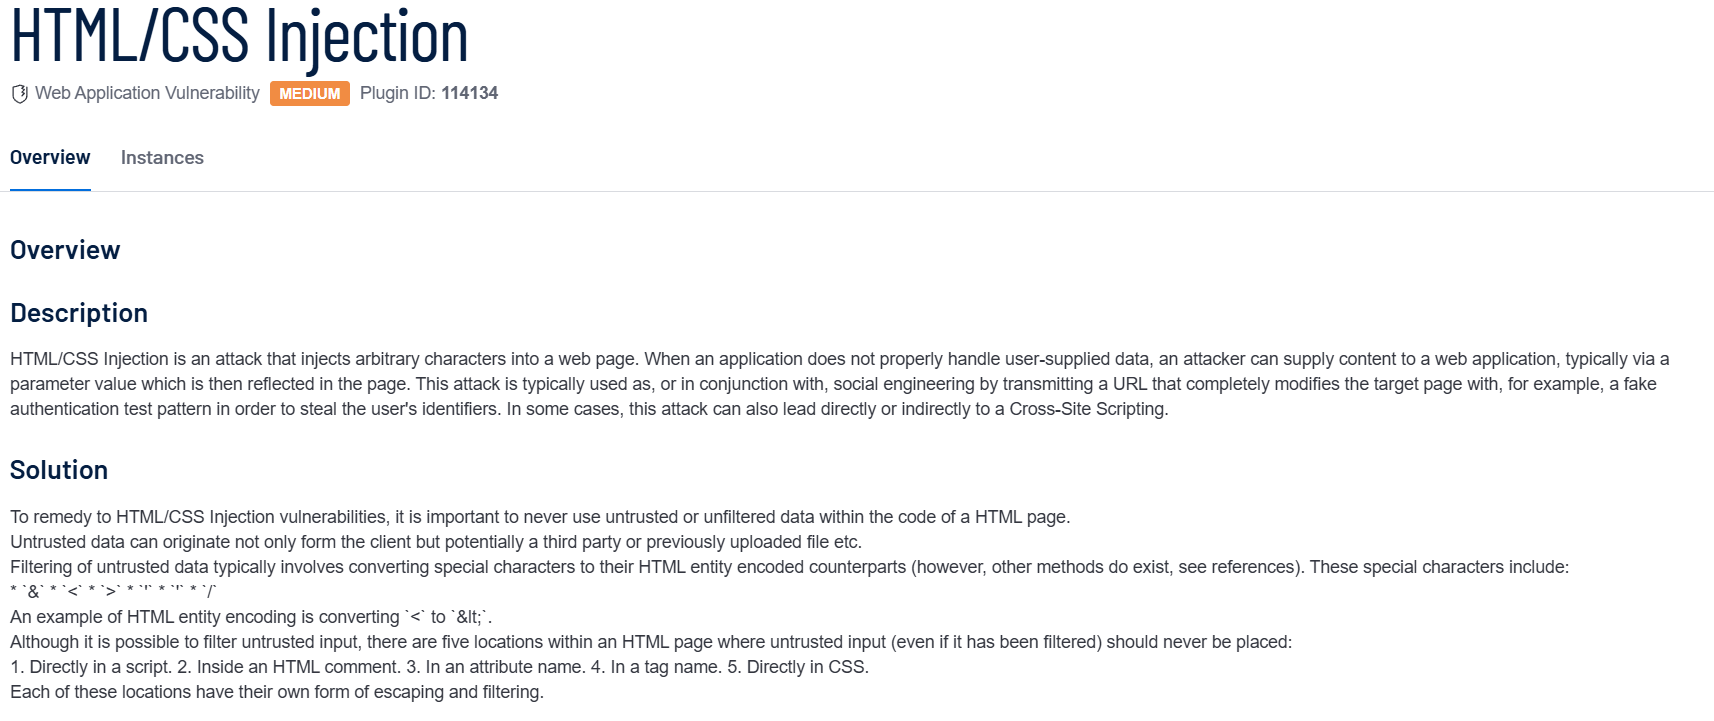 HTML/CSS Injection
Web Application Vulnerability MEDIUM Plugin ID: 114134
Overview Instances
Overview
Description
HTML/CSS Injection is an attack that injects arbitrary characters into a web page. When an application does not properly handle user-supplied data, an attacker can supply content to a web application, typically via a
parameter value which is then reflected in the page. This attack is typically used as, or in conjunction with, social engineering by transmitting a URL that completely modifies the target page with, for example, a fake
authentication test pattern in order to steal the user's identifiers. In some cases, this attack can also lead directly or indirectly to a Cross-Site Scripting.
Solution
To remedy to HTML/CSS Injection vulnerabilities, it is important to never use untrusted or unfiltered data within the code of a HTML page.
Untrusted data can originate not only form the client but potentially a third party or previously uploaded file etc.
Filtering of untrusted data typically involves converting special characters to their HTML entity encoded counterparts (however, other methods do exist, see references). These special characters include:
* `&` * `<` * `>` * `"` * `'` * `/`
An example of HTML entity encoding is converting `<` to `&lt;`.
Although it is possible to filter untrusted input, there are five locations within an HTML page where untrusted input (even if it has been filtered) should never be placed:
1. Directly in a script. 2. Inside an HTML comment. 3. In an attribute name. 4. In a tag name. 5. Directly in CSS.
Each of these locations have their own form of escaping and filtering.